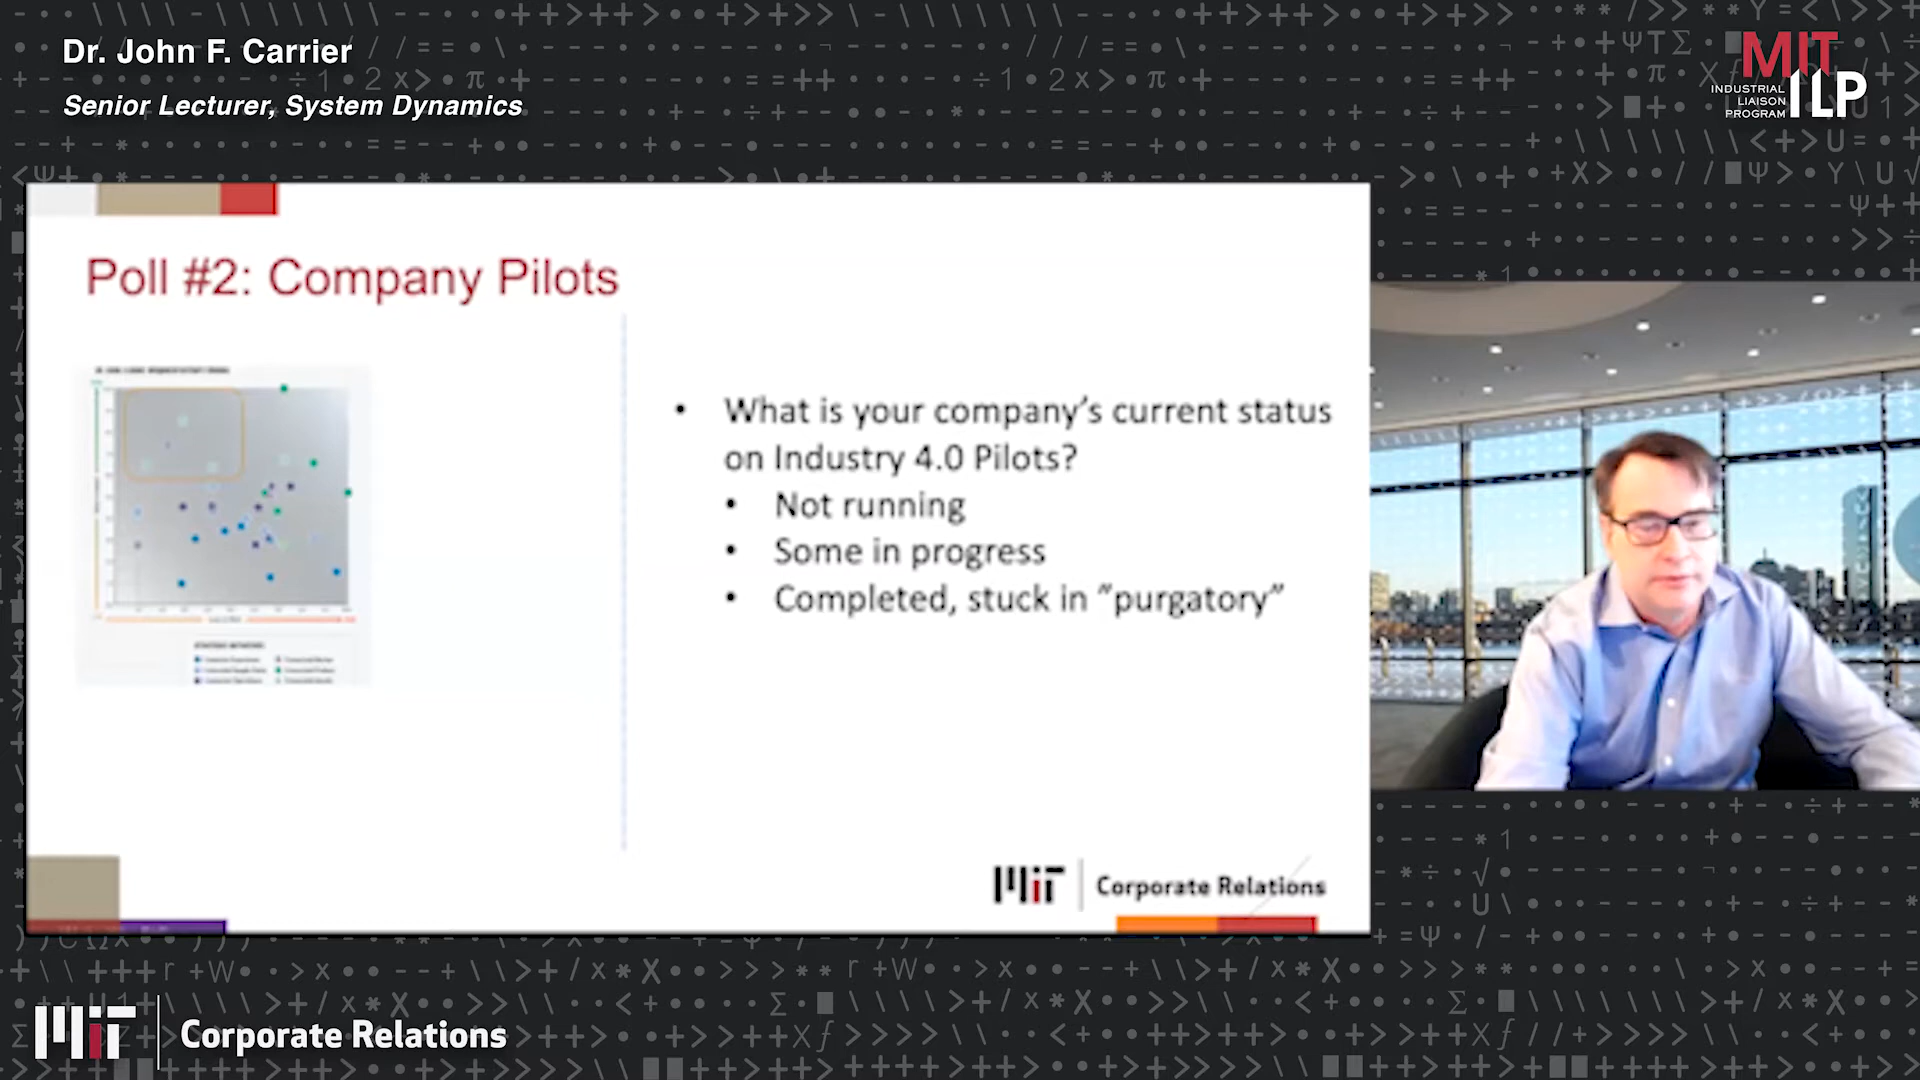 Dr. John F. Carrier
Senior Lecturer, System Dynamics
MIT
ILP
INDUSTRIAL
LIAISON
PROGRAM
Poll #2: Company Pilots
• What is your company's current status
on Industry 4.0 Pilots?
• Not running
• Some in progress
• Completed, stuck in "purgatory"
MIT Corporate Relations
MIT Corporate Relations